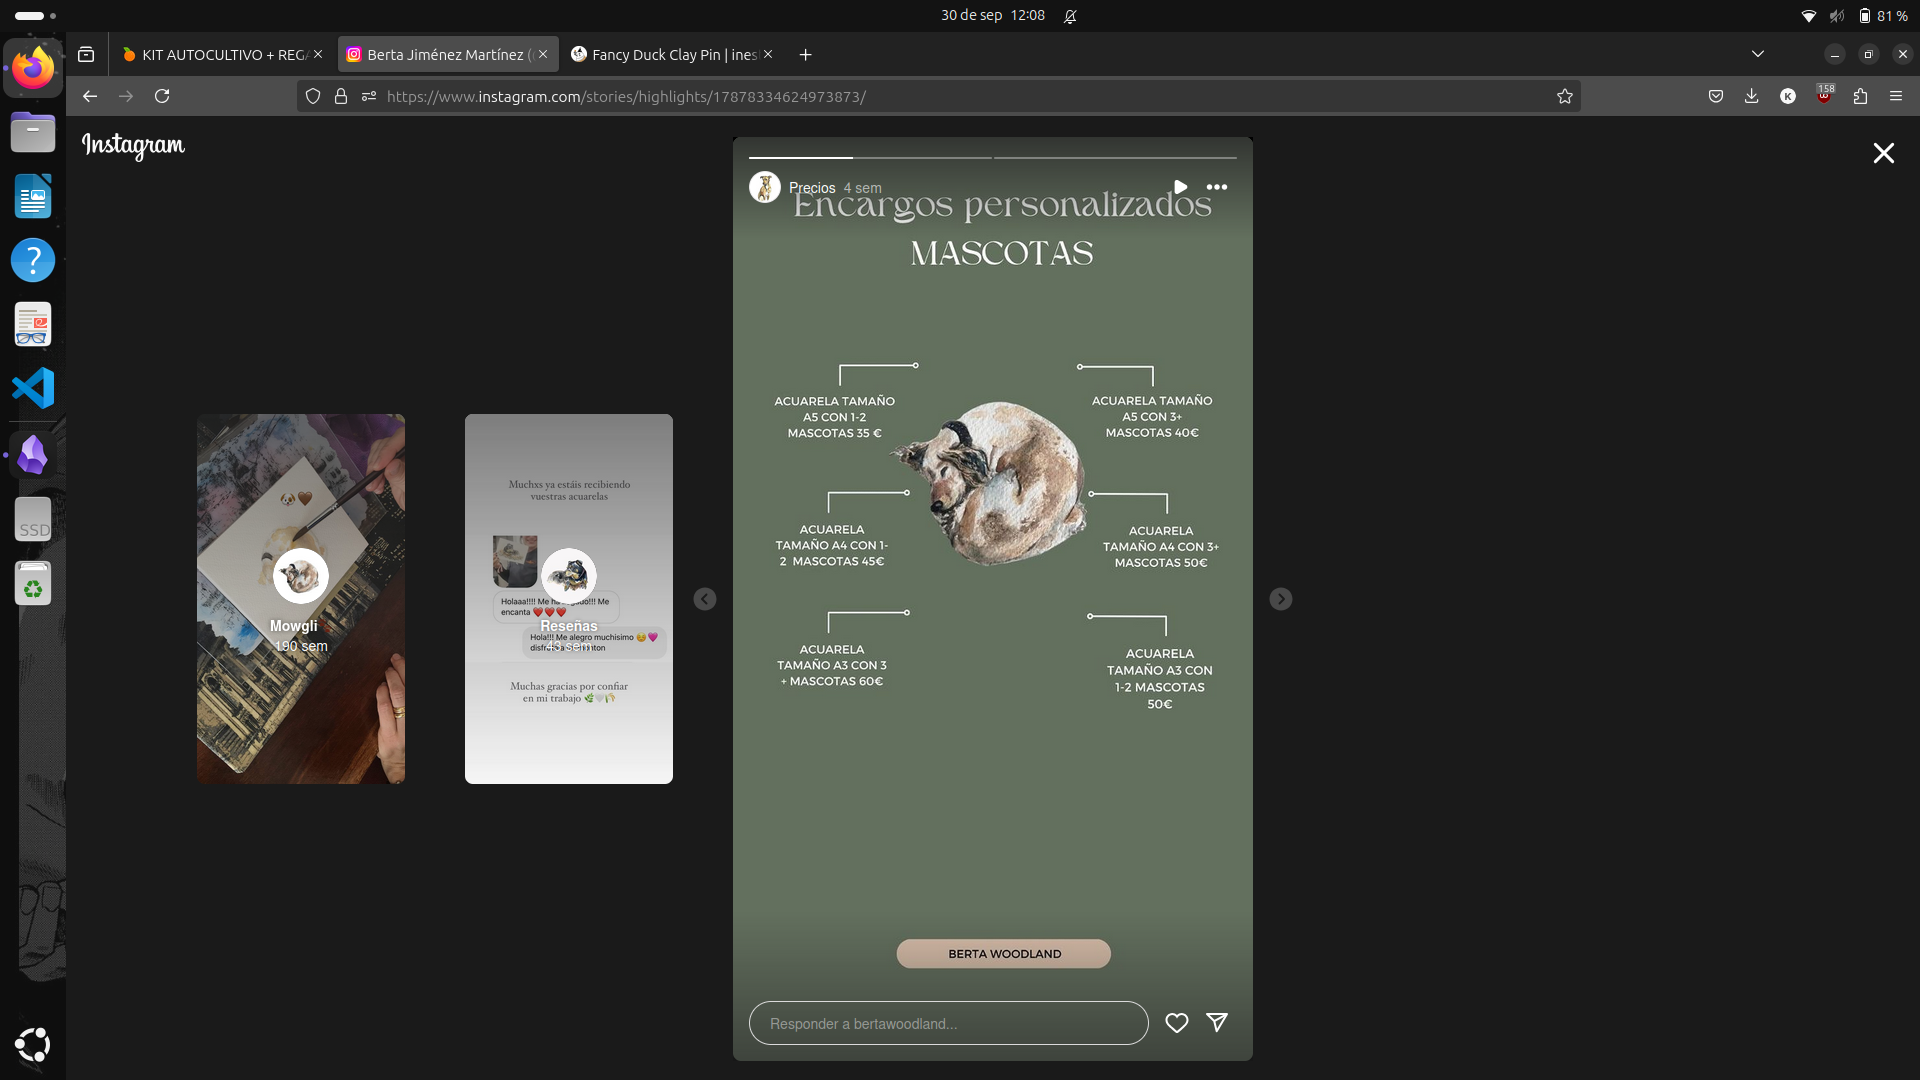 30 de sep 12:08
81 %
KIT AUTOCULTIVO + REGA
Berta Jiménez Martínez (
Fancy Duck Clay Pin | ines
https://www.instagram.com/stories/highlights/17878334624973873/
158
Instagram
Precios 4 sem
Encargos personalizados
MASCOTAS
ACUARELA TAMAÑO
A5 CON 1-2
MASCOTAS 35 €
ACUARELA TAMAÑO
A5 CON 3+
MASCOTAS 40€
ACUARELA
TAMAÑO A4 CON 1-
2 MASCOTAS 45€
ACUARELA
TAMAÑO A4 CON 3+
MASCOTAS 50€
ACUARELA
TAMAÑO A3 CON 3
+ MASCOTAS 60€
ACUARELA
TAMAÑO A3 CON
1-2 MASCOTAS
50€
BERTA WOODLAND
Responder a bertawoodland...
Mowgli
190 sem
Muchxs ya estáis recibiendo
vuestras acuarelas
Holaaa!!!! Me ha
Me
encanta ❤️❤️❤️
Reseñas
Hola!!! Me alegro muchisimo
43 sem
Muchas gracias por confiar
en mi trabajo
SSD
K